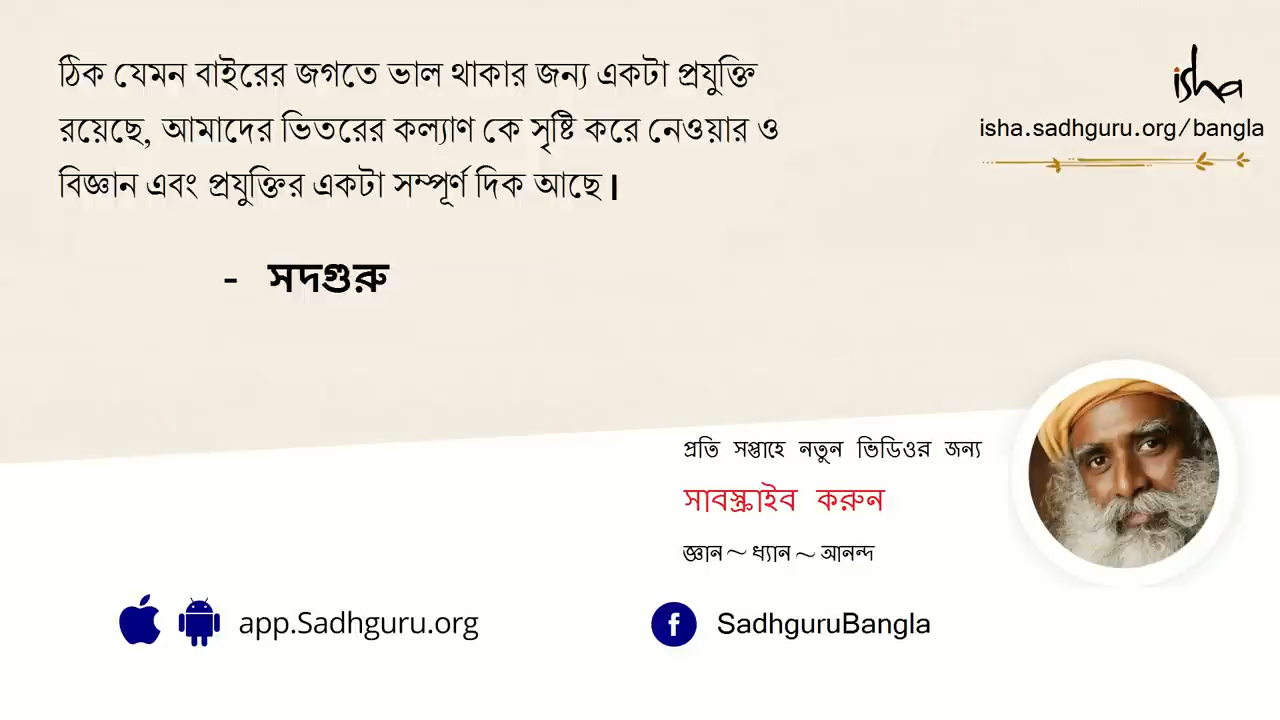 ঠিক যেমন বাইরের জগতে ভাল থাকার জন্য একটা প্রযুক্তি
রয়েছে, আমাদের ভিতরের কল্যাণ কে সৃষ্টি করে নেওয়ার ও
বিজ্ঞান এবং প্রযুক্তির একটা সম্পূর্ণ দিক আছে।
- সদগুরু
isha
isha.sadhguru.org/bangla
প্রতি সপ্তাহে নতুন ভিডিওর জন্য
সাবস্ক্রাইব করুন
জ্ঞান ~ ধ্যান ~ আনন্দ
app.Sadhguru.org
SadhguruBangla